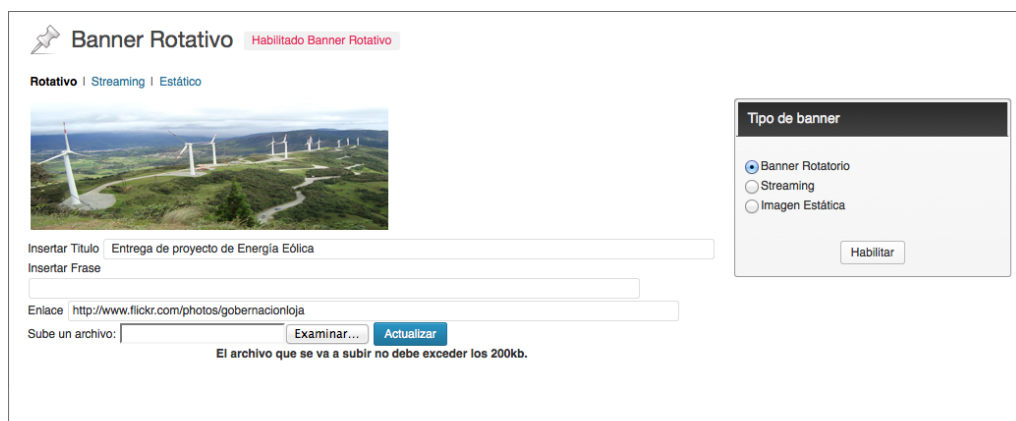 Banner Rotativo Habilitado Banner Rotativo
Rotativo | Streaming | Estático
Tipo de banner
Banner Rotatorio
Streaming
Imagen Estática
Habilitar
Insertar Titulo Entrega de proyecto de Energía Eólica
Insertar Frase
Enlace http://www.flickr.com/photos/gobernacionloja
Sube un archivo: Examinar... Actualizar
El archivo que se va a subir no debe exceder los 200kb.